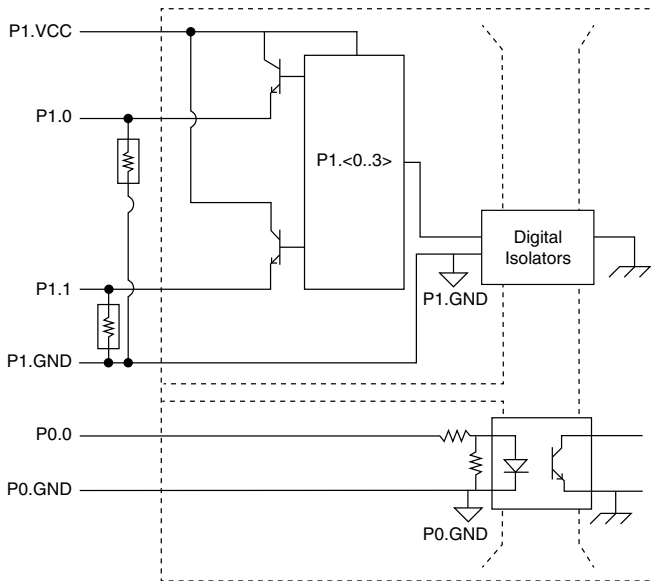 P1.VCC
P1.0
P1.<0..3>
Digital
Isolators
P1.1
P1.GND
P1.GND
P0.0
P0.GND
P0.GND